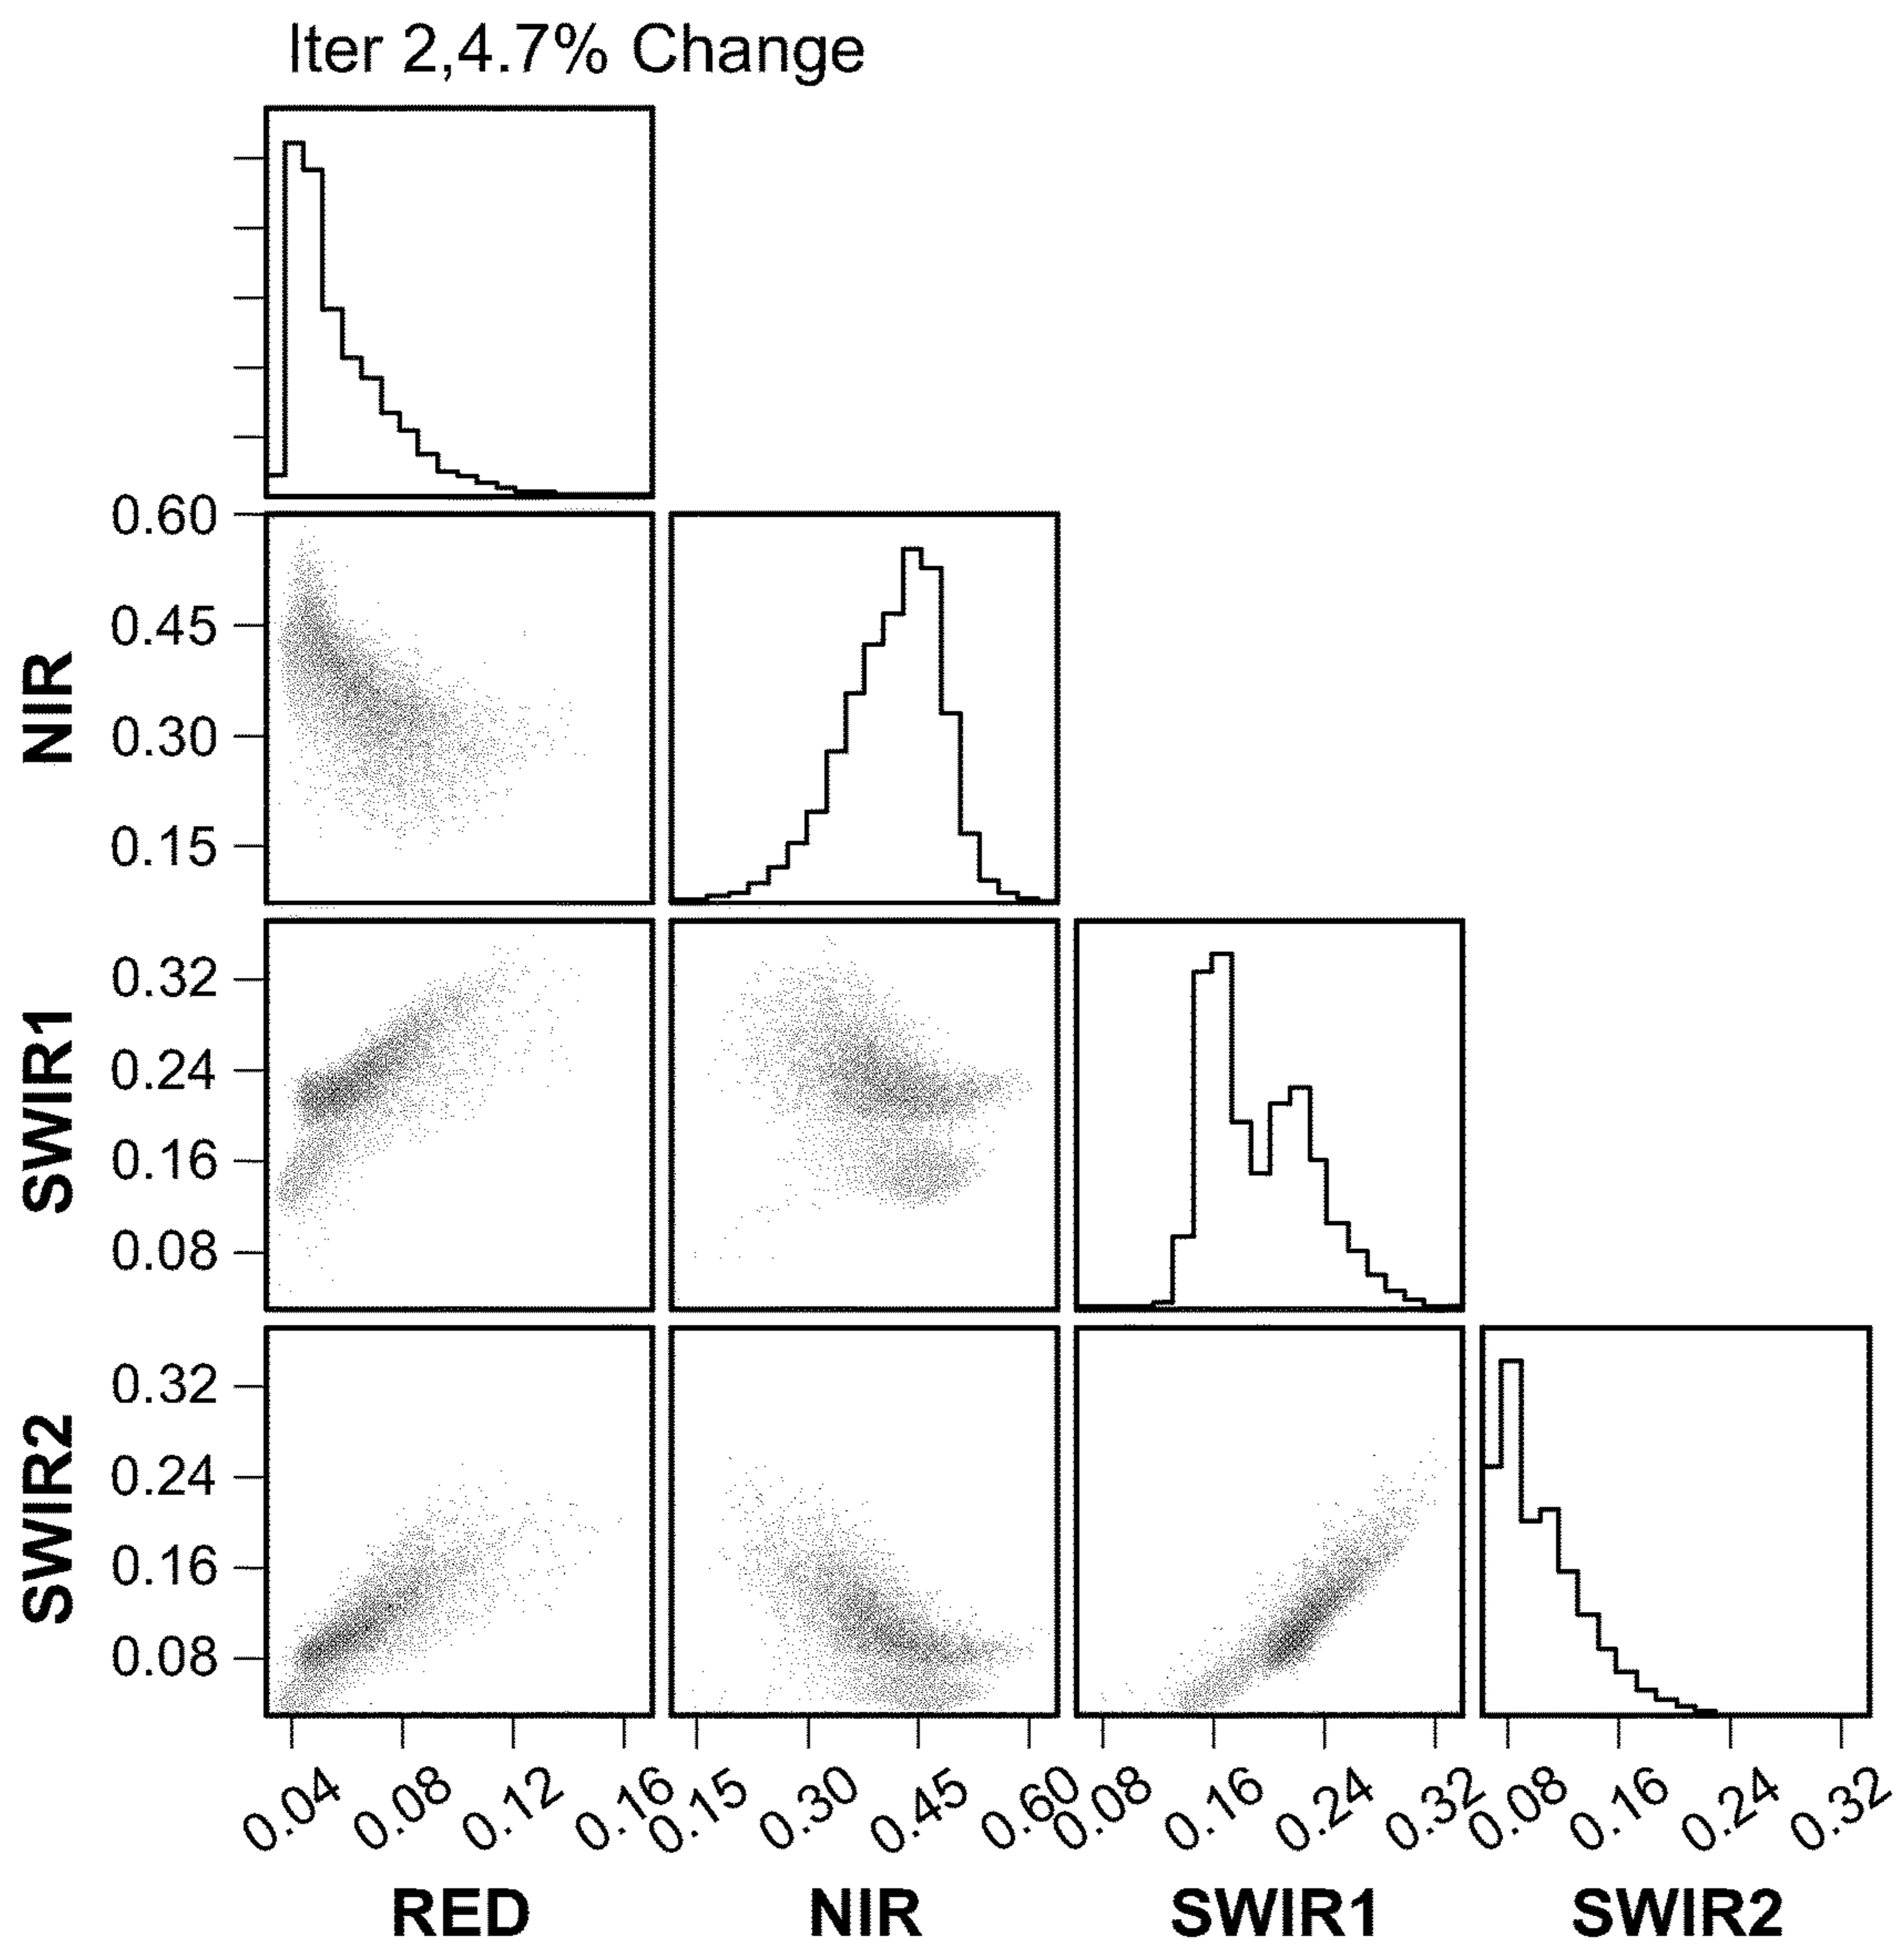 Iter 2,4.7% Change
0.60
0.45
0.30
0.15
NIR
0.32
0.24
0.16
0.08
SWIR1
0.32
0.24
0.16
0.08
SWIR2
0.04 0.08 0.12 0.16 0.15 0.30 0.45 0.60 0.08 0.16 0.24 0.32 0.08 0.16 0.24 0.32
RED NIR SWIR1 SWIR2